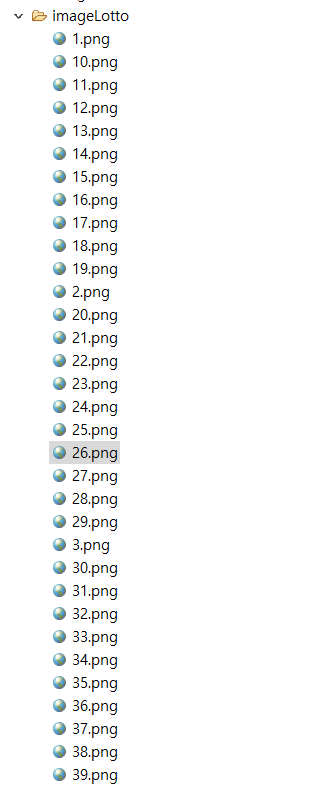 imageLotto
1.png
10.png
11.png
12.png
13.png
14.png
15.png
16.png
17.png
18.png
19.png
2.png
20.png
21.png
22.png
23.png
24.png
25.png
26.png
27.png
28.png
29.png
3.png
30.png
31.png
32.png
33.png
34.png
35.png
36.png
37.png
38.png
39.png